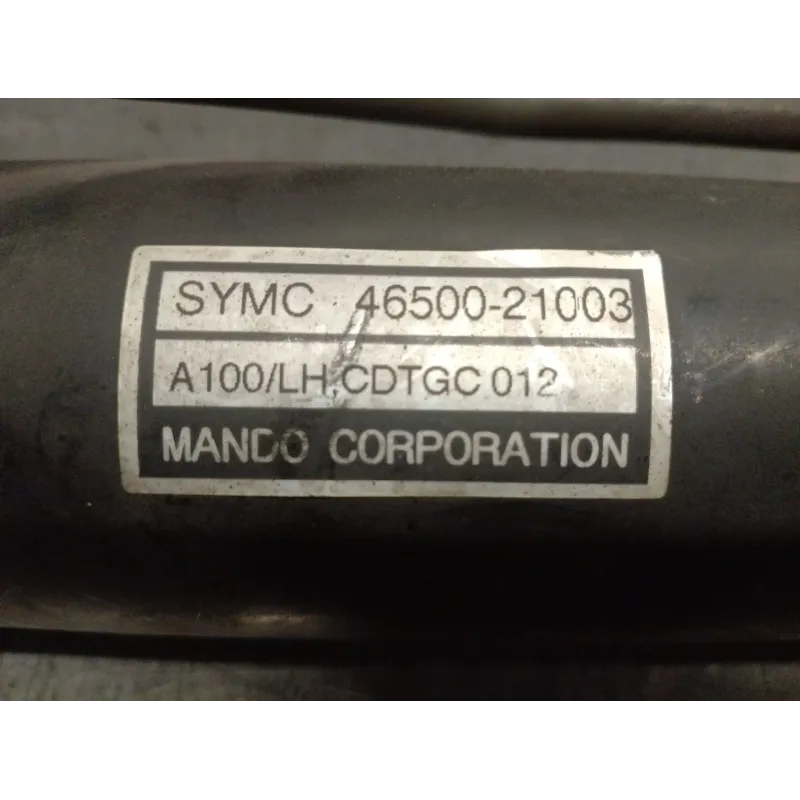 SYMC 46500-21003
A100/LH,CDTGC 012
MANDO CORPORATION